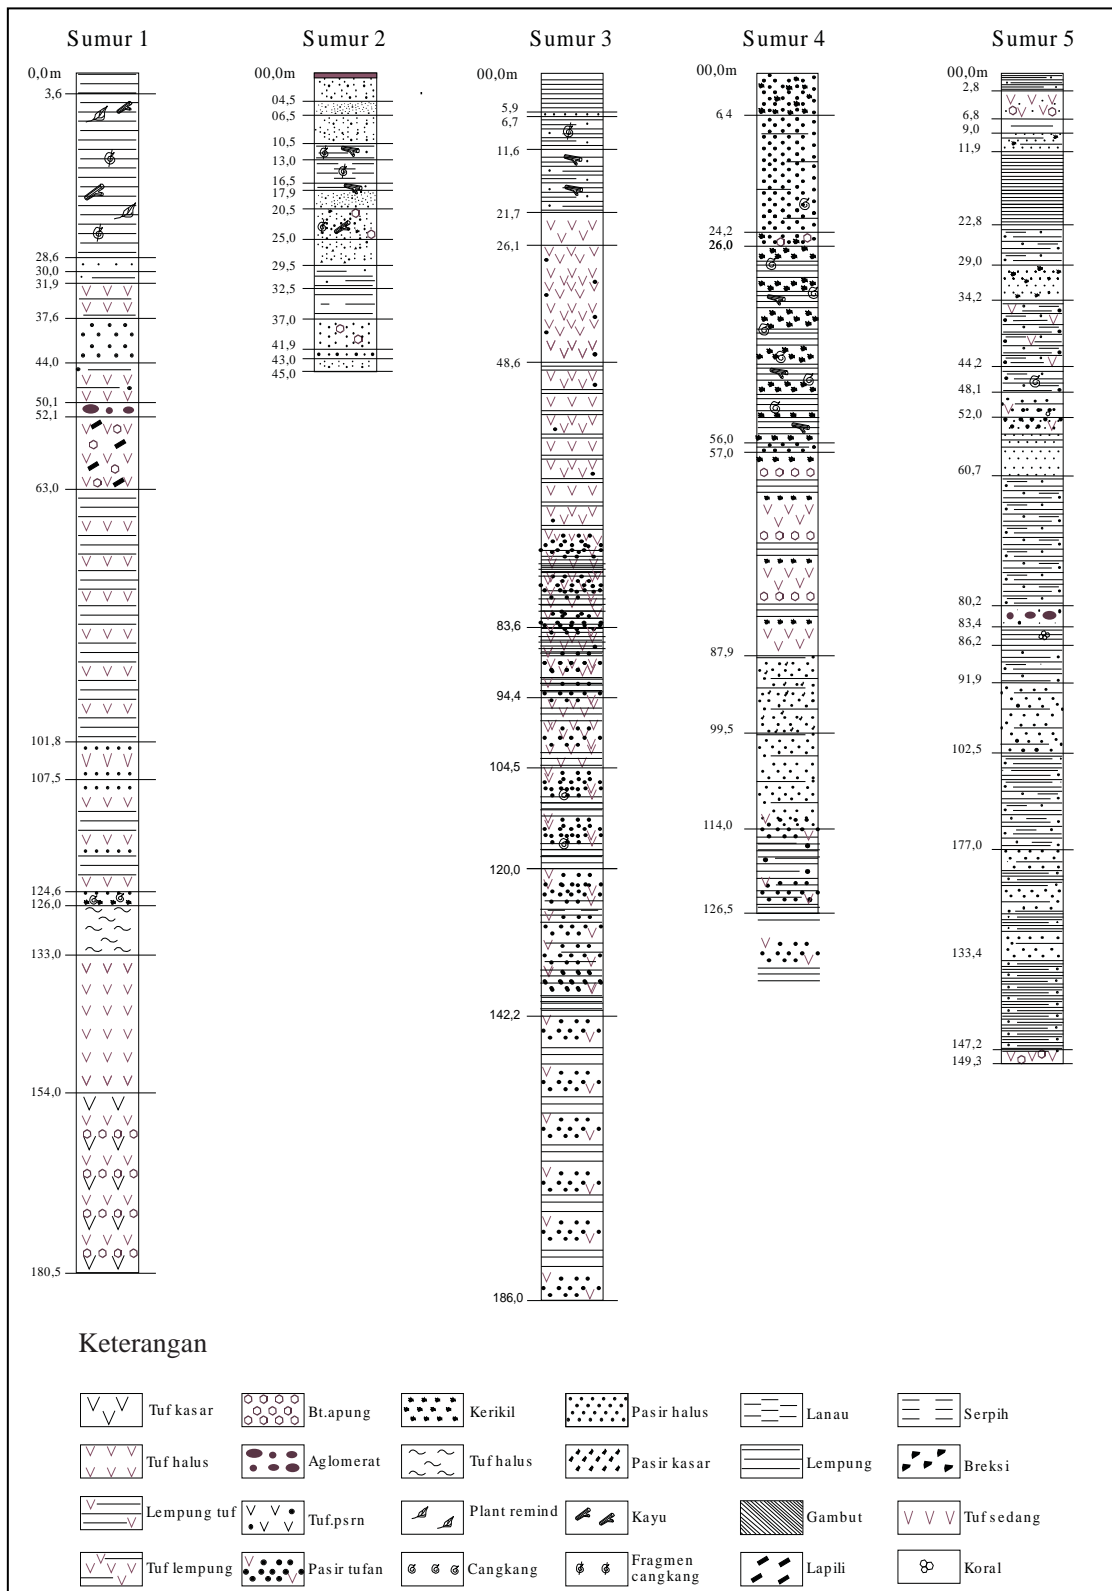 Sumur 1
Sumur 2
Sumur 3
Sumur 4
Sumur 5
0,0m
3,6
28,6
30,0
31,9
37,6
44,0
50,1
52,1
63,0
101,8
107,5
124,6
126,0
133,0
154,0
180,5
00,0m
04,5
06,5
10,5
13,0
16,5
17,9
20,5
25,0
29,5
32,5
37,0
41,9
43,0
45,0
00,0m
5,9
6,7
11,6
21,7
26,1
48,6
83,6
94,4
104,5
120,0
142,2
186,0
00,0m
6,4
24,2
26,0
56,0
57,0
87,9
99,5
114,0
126,5
00,0m
2,8
6,8
9,0
11,9
22,8
29,0
34,2
44,2
48,1
52,0
60,7
80,2
83,4
86,2
91,9
102,5
177,0
133,4
147,2
149,3
Keterangan
Tuf kasar
Bt.apung
Kerikil
Pasir halus
Lanau
Serpih
Tuf halus
Aglomerat
Tuf halus
Pasir kasar
Lempung
Breksi
Lempung tuf
Tuf.psrn
Plant remind
Kayu
Gambut
Tuf sedang
Tuf lempung
Pasir tufan
Cangkang
Fragmen
cangkang
Lapili
Koral